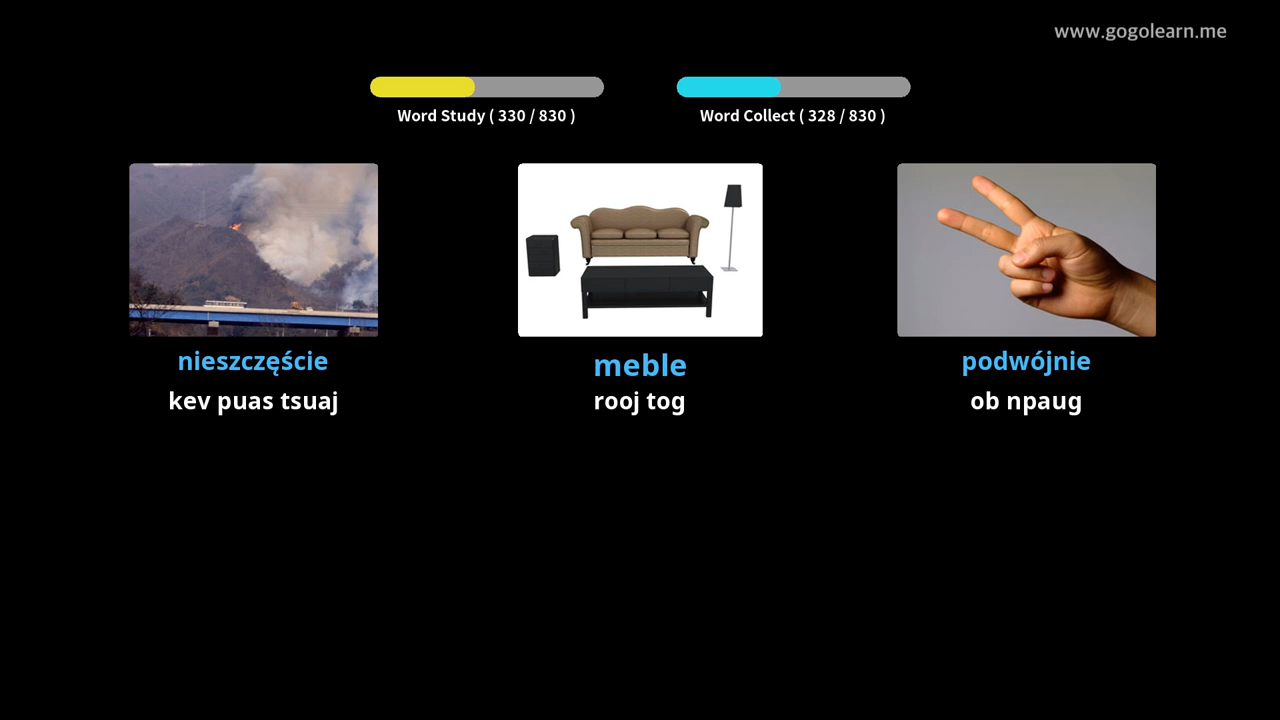 www.gogolearn.me
Word Study ( 330 / 830 )
Word Collect ( 328 / 830 )
nieszczęście
meble
podwójnie
kev puas tsuaj
rooj tog
ob npaug